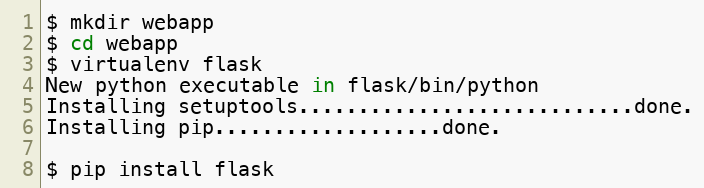 1 $ mkdir webapp
2 $ cd webapp
3 $ virtualenv flask
4 New python executable in flask/bin/python
5 Installing setuptools............................done.
6 Installing pip...................done.
7
8 $ pip install flask